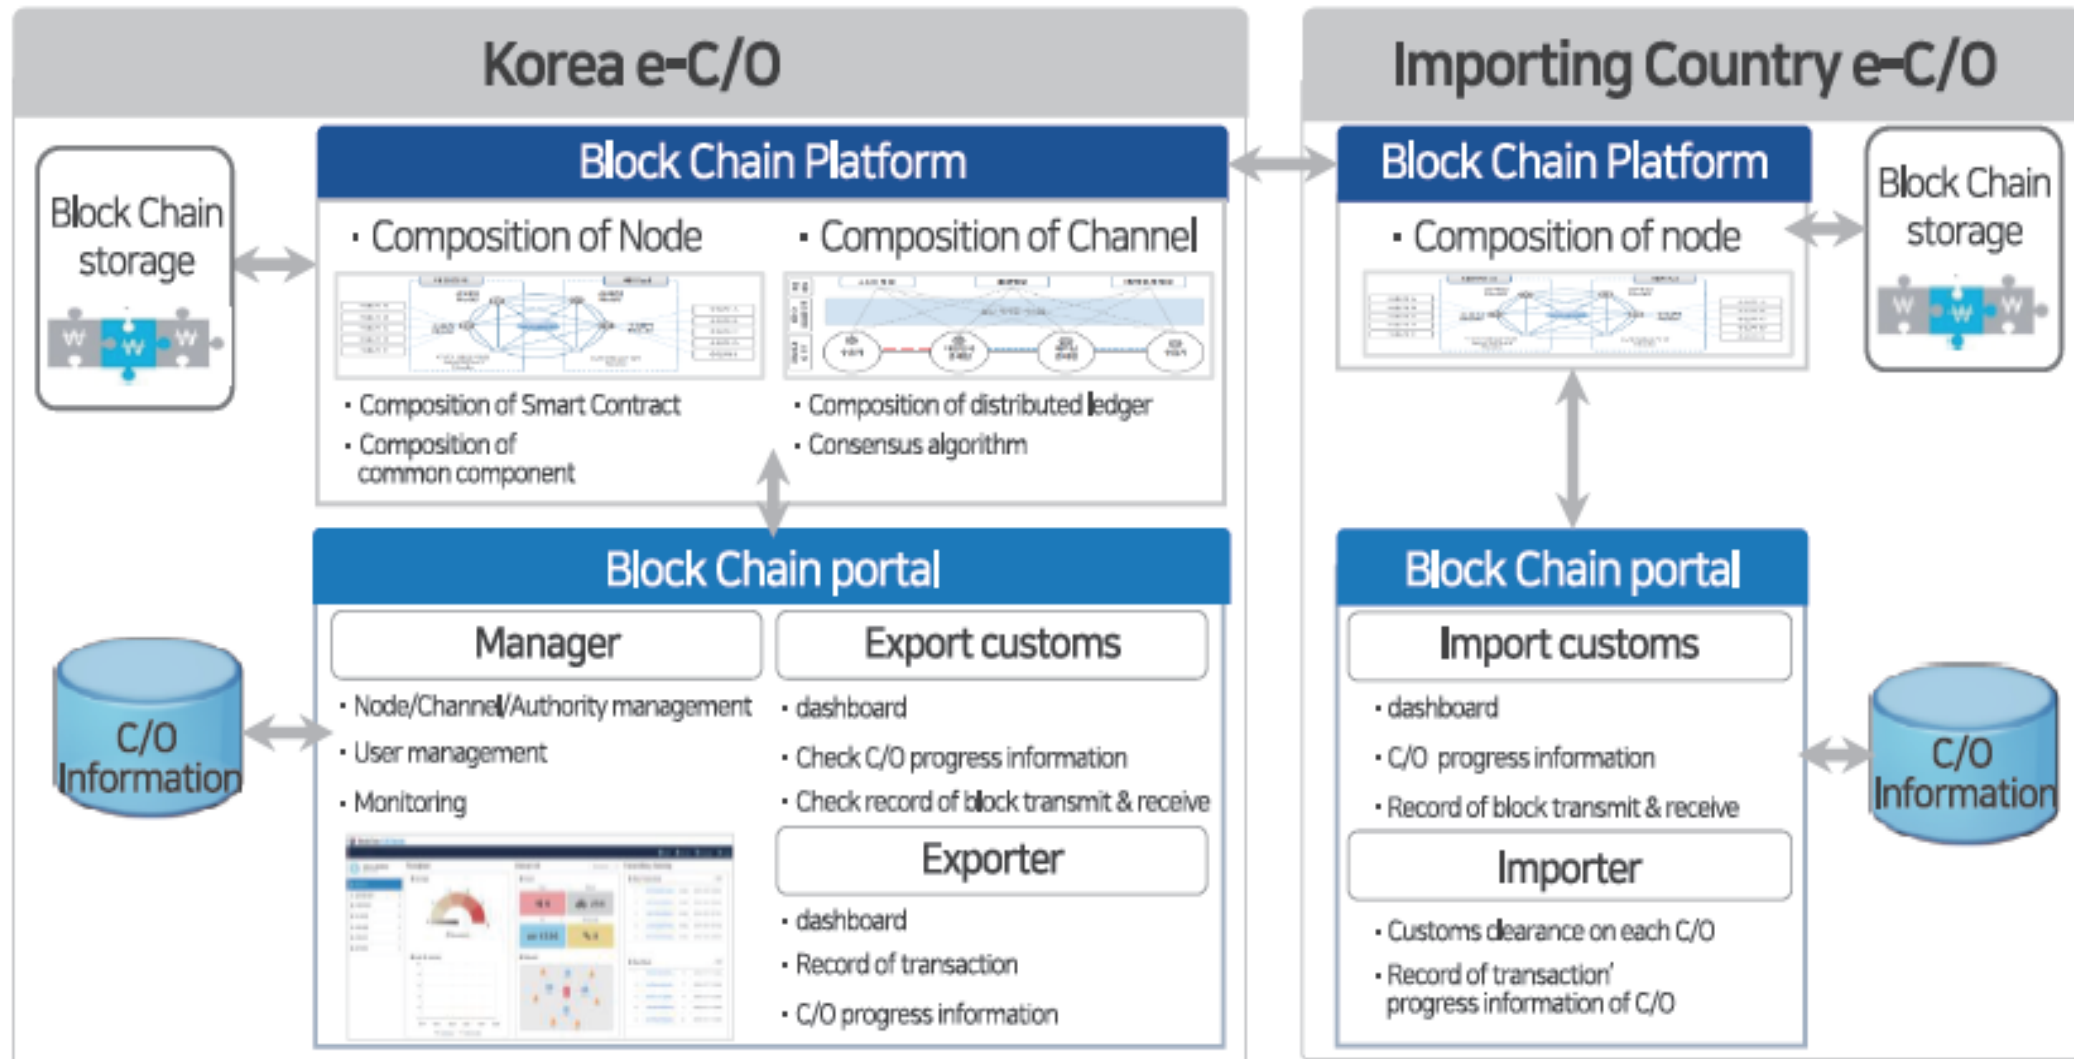 Korea e-C/O
Importing Country e-C/O
Block Chain
storage
W W W
Block Chain Platform
· Composition of Node
· Composition of Channel
· Composition of Smart Contract
· Composition of
common component
· Composition of distributed ledger
· Consensus algorithm
Block Chain Platform
· Composition of node
Block Chain
storage
W W W
C/O
Information
Block Chain portal
Manager
· Node/Channel/Authority management
· User management
· Monitoring
Export customs
· dashboard
· Check C/O progress information
· Check record of block transmit & receive
Exporter
· dashboard
· Record of transaction
· C/O progress information
Block Chain portal
Import customs
· dashboard
· C/O progress information
· Record of block transmit & receive
Importer
· Customs clearance on each C/O
· Record of transaction'
progress information of C/O
C/O
Information